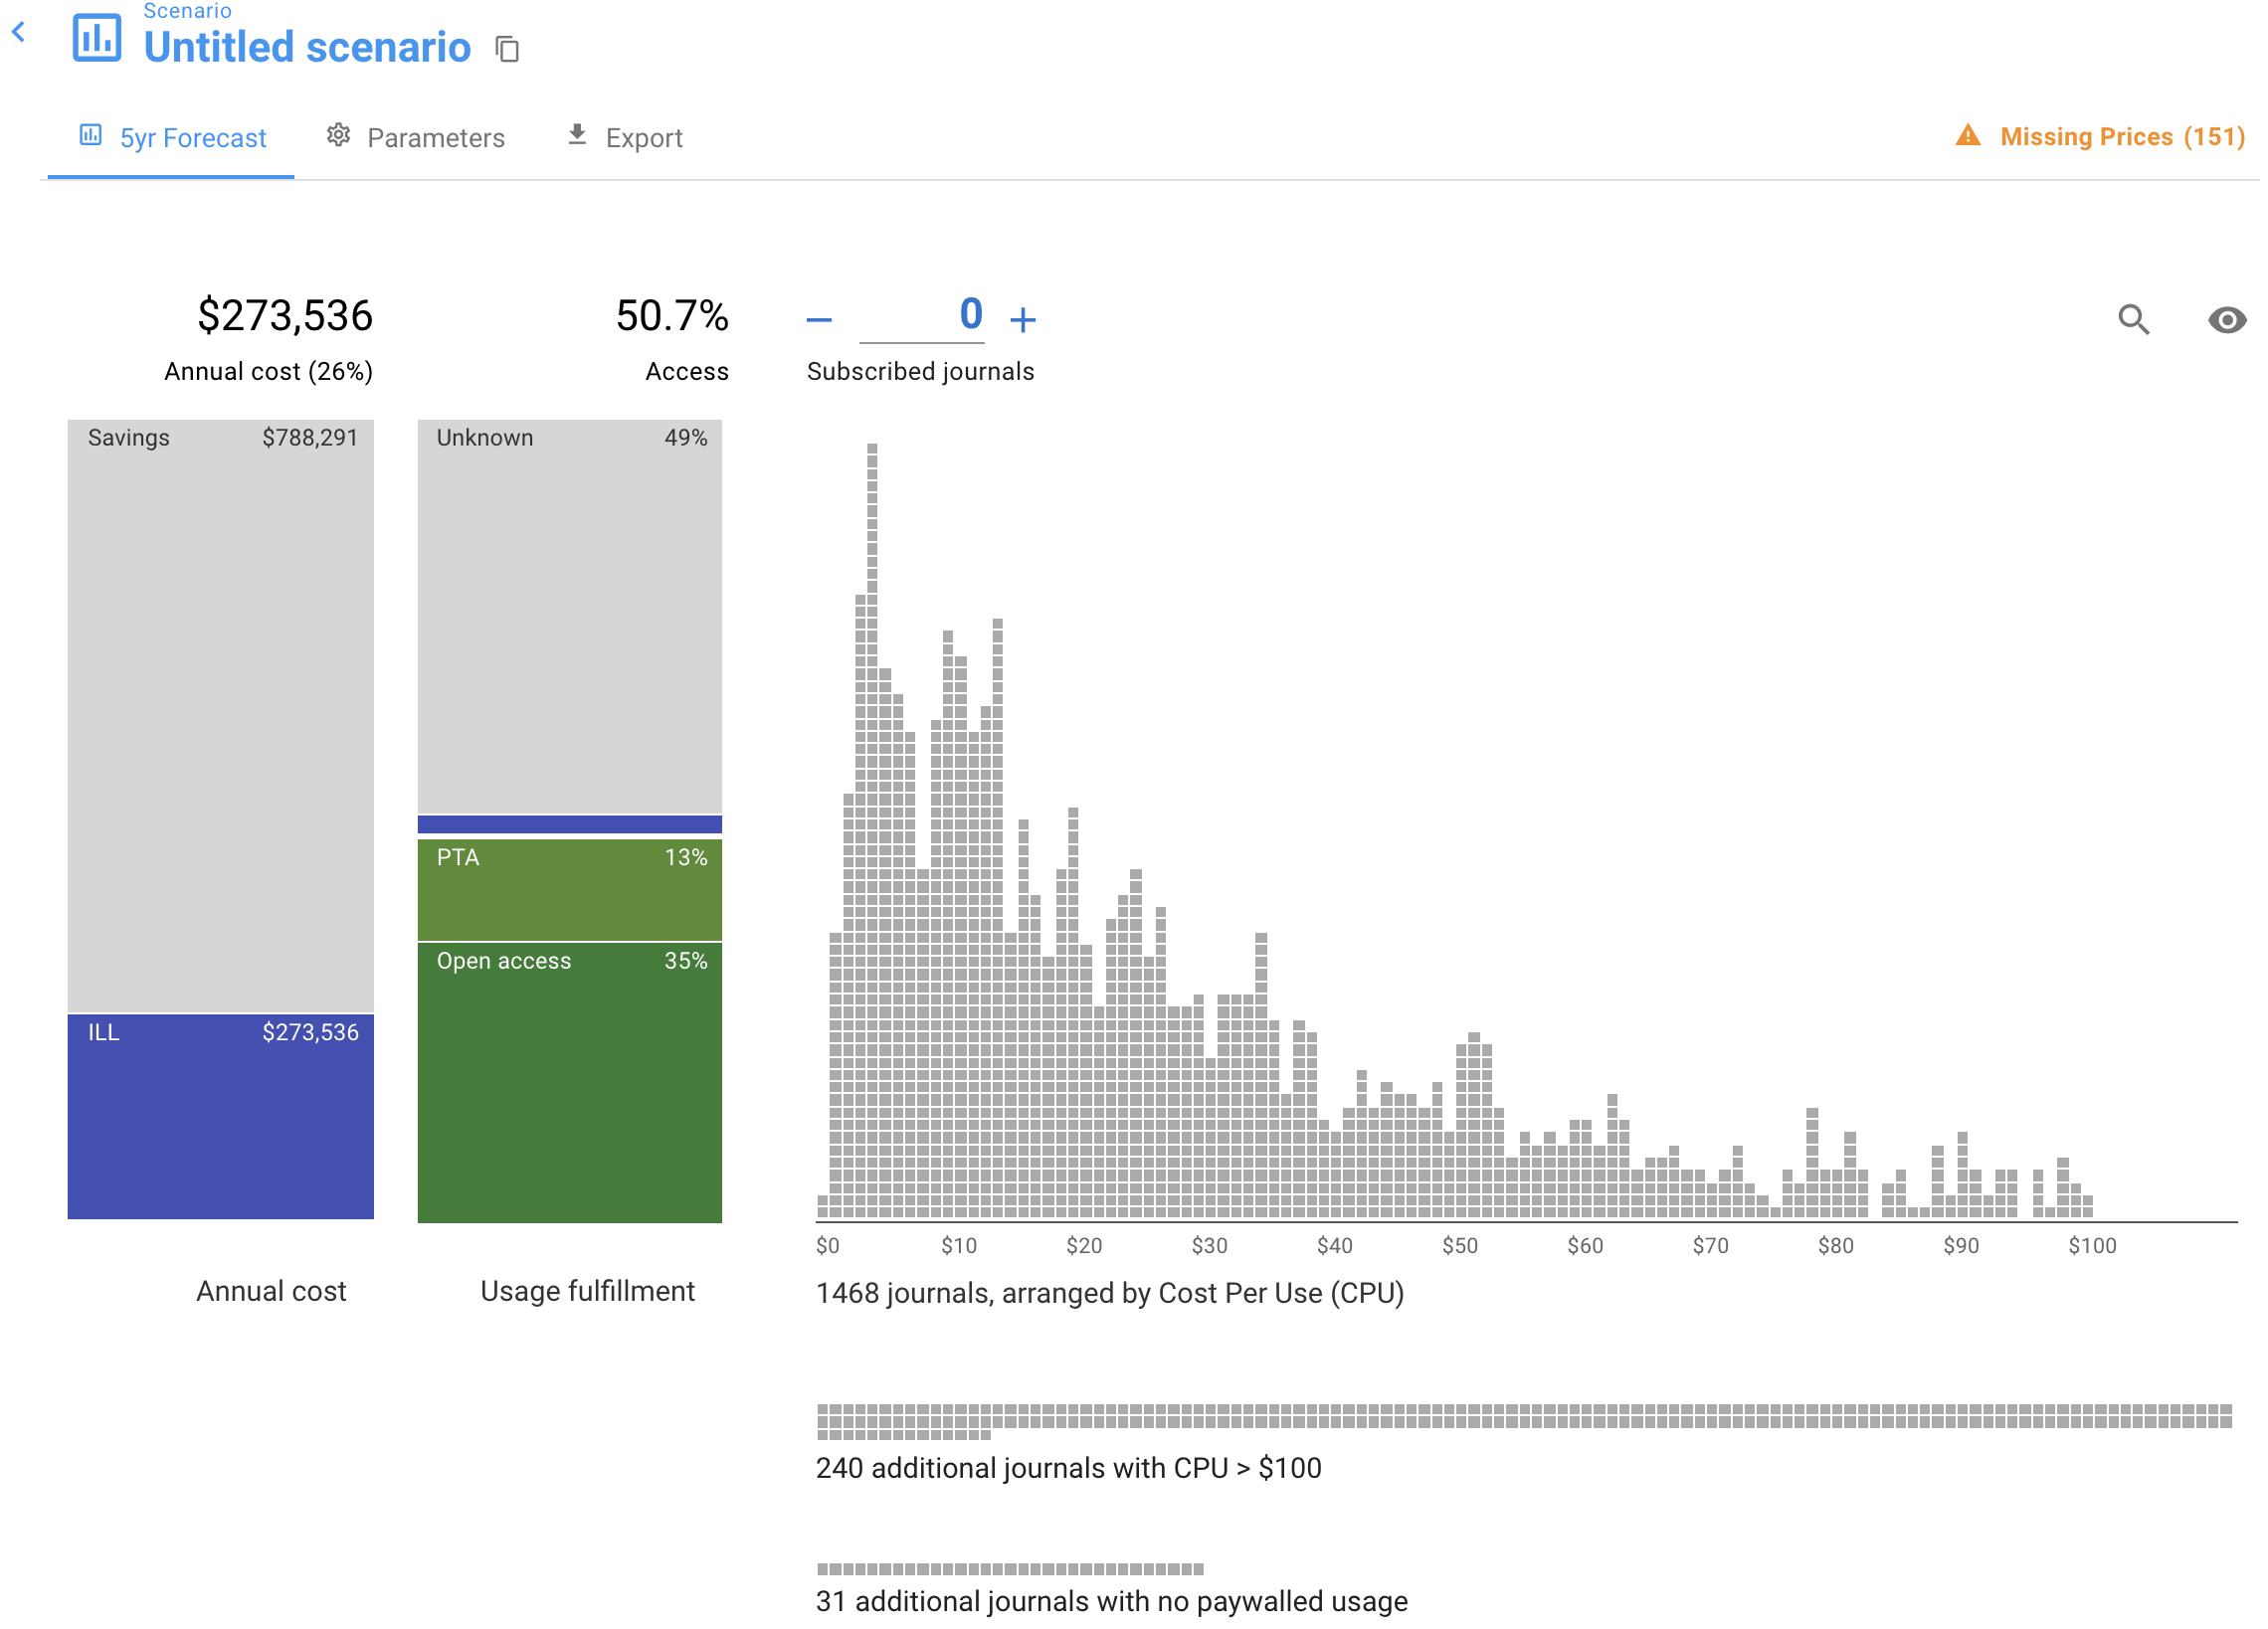 Scenario
Untitled scenario
5yr Forecast
Parameters
Export
Missing Prices (151)
$273,536
Annual cost (26%)
50.7%
Access
0
Subscribed journals
Savings $788,291
ILL $273,536
Annual cost
Unknown 49%
PTA 13%
Open access 35%
Usage fulfillment
$0 $10 $20 $30 $40 $50 $60 $70 $80 $90 $100
1468 journals, arranged by Cost Per Use (CPU)
240 additional journals with CPU > $100
31 additional journals with no paywalled usage